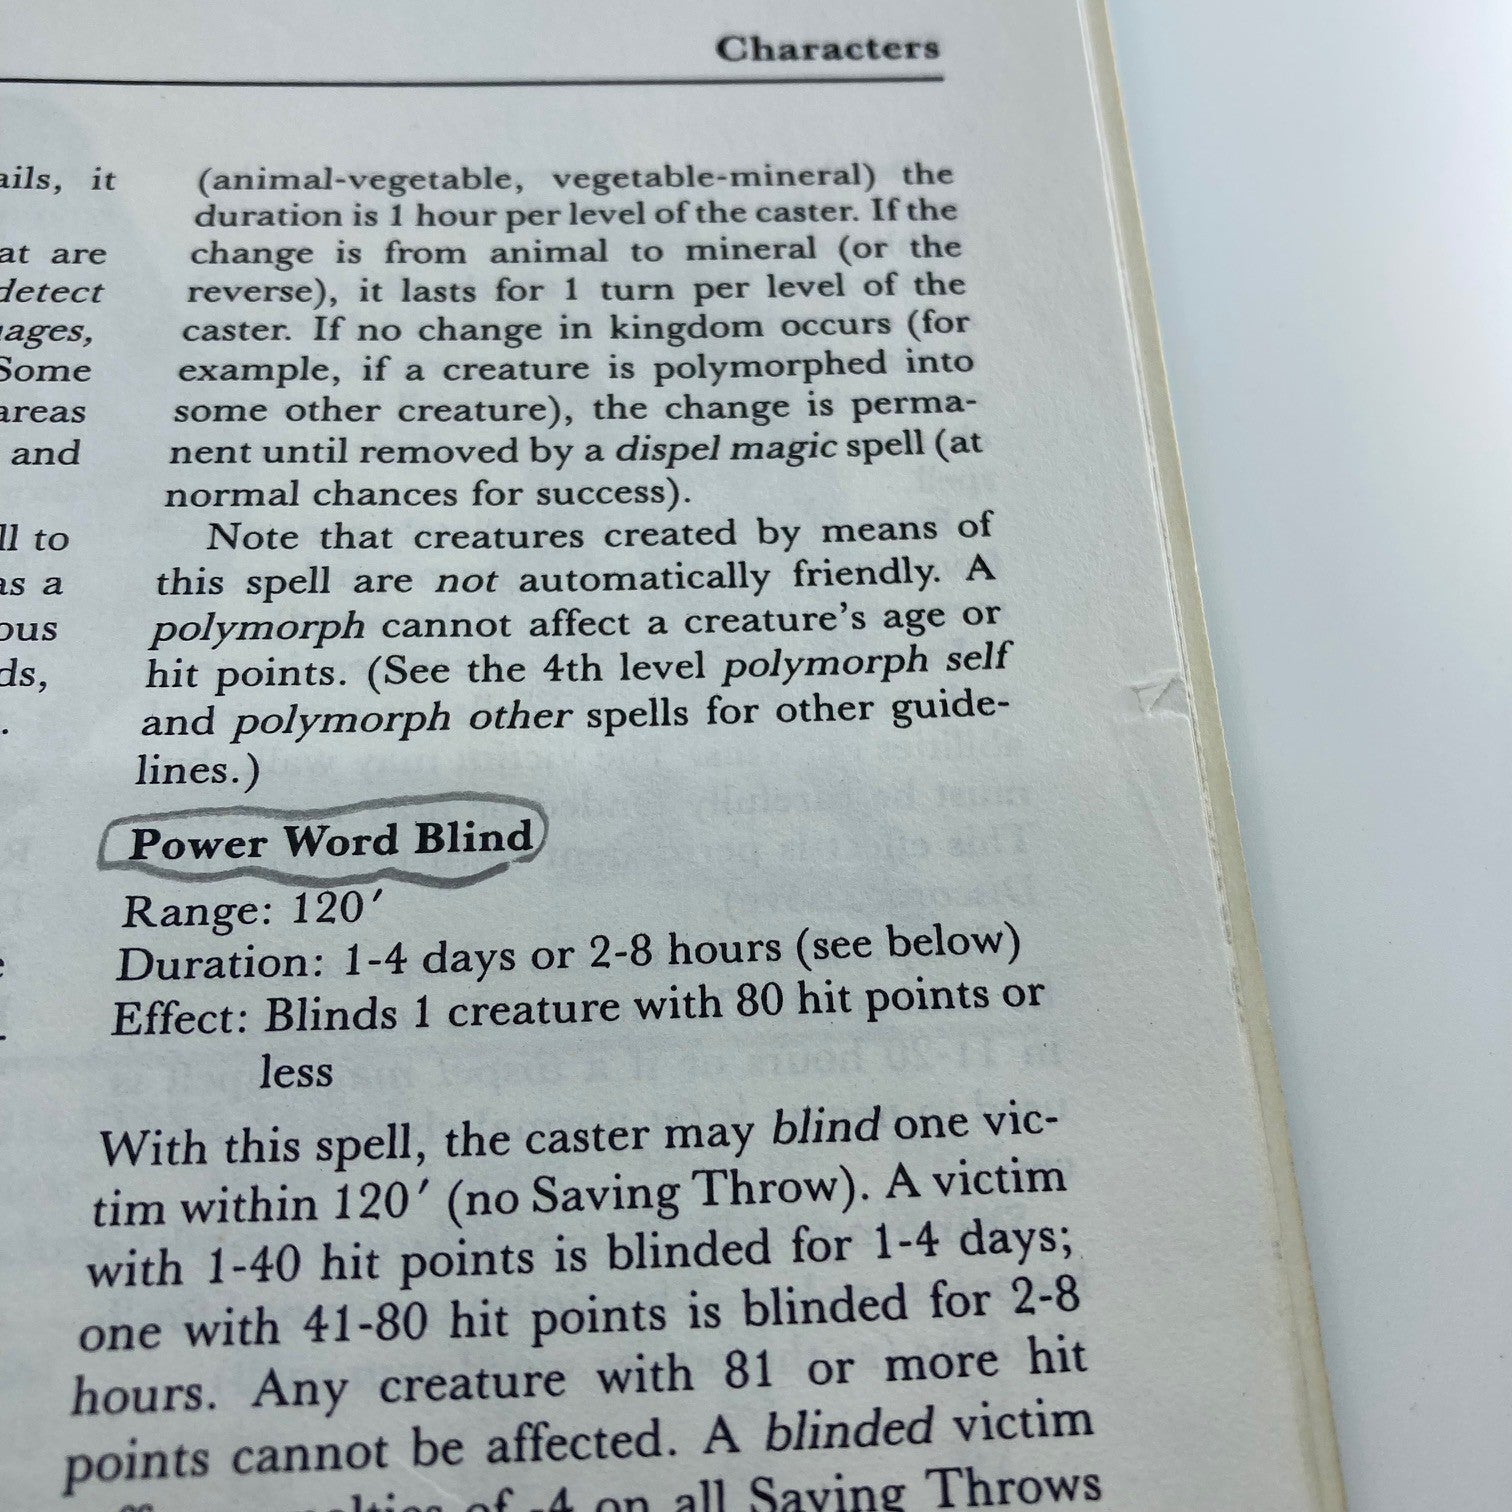 Characters
ails, it
at are
detect
ages,
Some
areas
and
ll to
as a
ous
ds,
.
(animal-vegetable, vegetable-mineral) the
duration is 1 hour per level of the caster. If the
change is from animal to mineral (or the
reverse), it lasts for 1 turn per level of the
caster. If no change in kingdom occurs (for
example, if a creature is polymorphed into
some other creature), the change is perma-
nent until removed by a dispel magic spell (at
normal chances for success).
Note that creatures created by means of
this spell are not automatically friendly. A
polymorph cannot affect a creature's age or
hit points. (See the 4th level polymorph self
and polymorph other spells for other guide-
lines.)
Power Word Blind
Range: 120′
Duration: 1-4 days or 2-8 hours (see below)
Effect: Blinds 1 creature with 80 hit points or
less
With this spell, the caster may blind one vic-
tim within 120′ (no Saving Throw). A victim
with 1-40 hit points is blinded for 1-4 days;
one with 41-80 hit points is blinded for 2-8
hours. Any creature with 81 or more hit
points cannot be affected. A blinded victim
of -4 on all Saving Throws